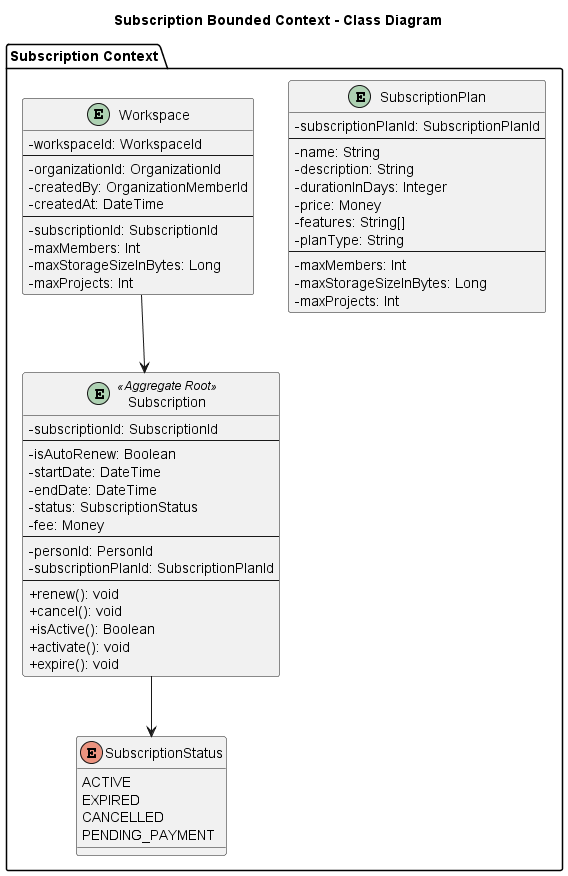 Subscription Bounded Context - Class Diagram
Subscription Context
E Workspace
-workspaceId: WorkspaceId
-organizationId: OrganizationId
-createdBy: OrganizationMemberId
-createdAt: DateTime
-subscriptionId: SubscriptionId
-maxMembers: Int
-maxStorageSizeInBytes: Long
-maxProjects: Int
E SubscriptionPlan
-subscriptionPlanId: SubscriptionPlanId
-name: String
-description: String
-durationInDays: Integer
-price: Money
-features: String[]
-planType: String
-maxMembers: Int
-maxStorageSizeInBytes: Long
-maxProjects: Int
E «Aggregate Root»
Subscription
-subscriptionId: SubscriptionId
-isAutoRenew: Boolean
-startDate: DateTime
-endDate: DateTime
-status: SubscriptionStatus
-fee: Money
-personId: PersonId
-subscriptionPlanId: SubscriptionPlanId
+renew(): void
+cancel(): void
+isActive(): Boolean
+activate(): void
+expire(): void
E SubscriptionStatus
ACTIVE
EXPIRED
CANCELLED
PENDING_PAYMENT